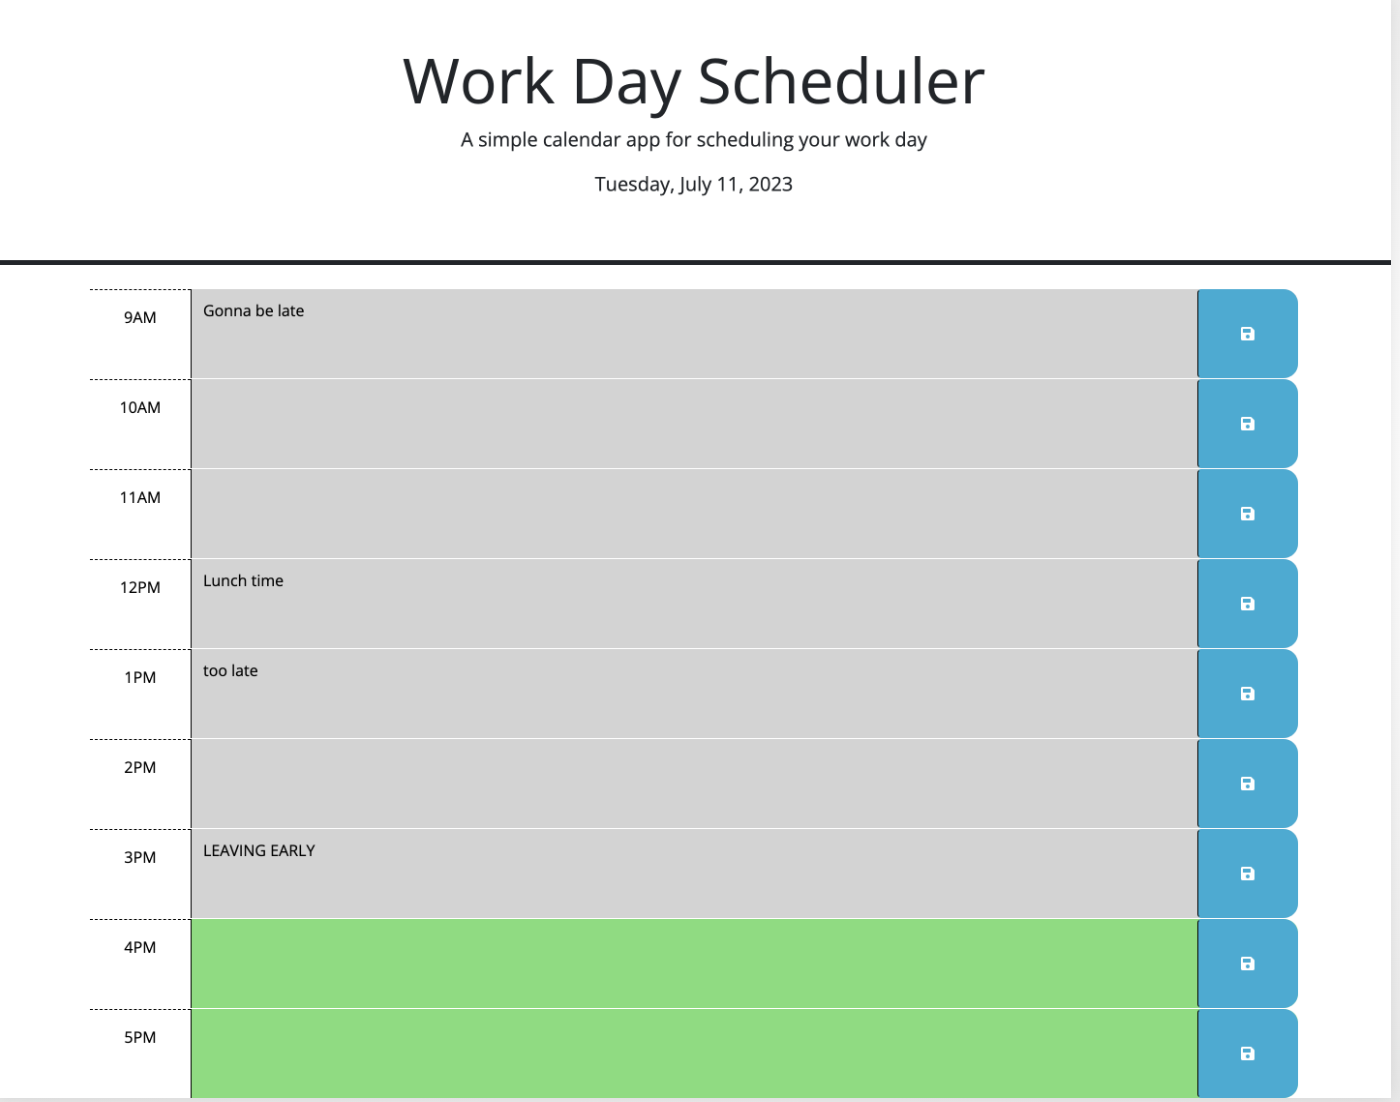 Work Day Scheduler
A simple calendar app for scheduling your work day
Tuesday, July 11, 2023
9AM
Gonna be late
10AM
11AM
12PM
Lunch time
1PM
too late
2PM
3PM
LEAVING EARLY
4PM
5PM